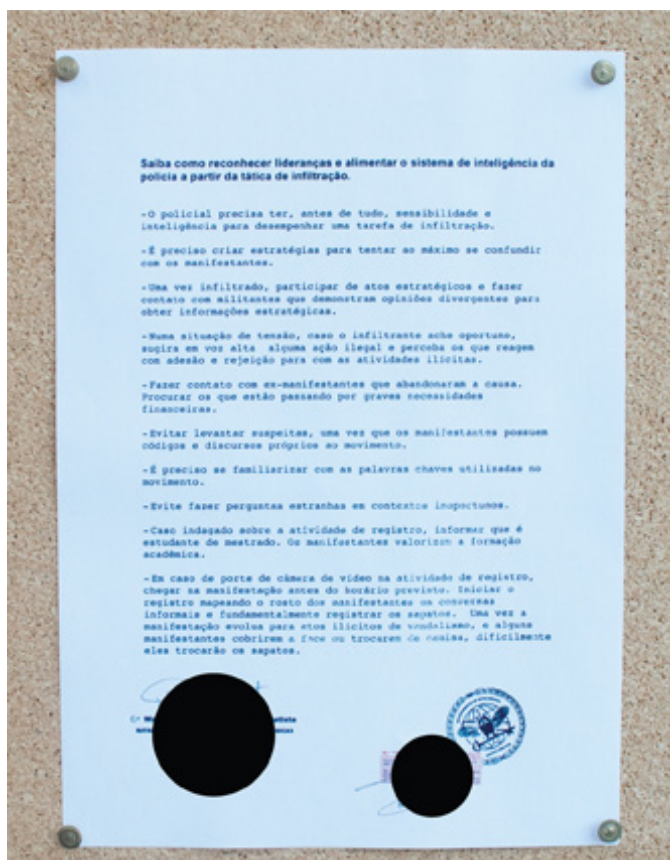 Saiba como reconhecer lideranças e alimentar o sistema de inteligência da
polícia a partir da tática de infiltração.
-O policial precisa ter, antes de tudo, sensibilidade e
inteligência para desempenhar uma tarefa de infiltração.
-É preciso criar estratégias para tentar ao máximo se confundir
com os manifestantes.
-Uma vez infiltrado, participar de atos estratégicos e fazer
contato com militantes que demonstram opiniões divergentes para
obter informações estratégicas.
-Numa situação de tensão, caso o infiltrante ache oportuno,
sugira em voz alta alguma ação ilegal e perceba os que reagem
com adesão e rejeição para com as atividades ilícitas.
-Fazer contato com ex-manifestantes que abandonaram a causa.
Procurar os que estão passando por graves necessidades
financeiras.
-Evitar levantar suspeitas, uma vez que os manifestantes possuem
códigos e discursos próprios ao movimento.
-É preciso se familiarizar com as palavras chaves utilizadas no
movimento.
-Evite fazer perguntas estranhas em contextos inoportunos.
-Caso indagado sobre a atividade de registro, informar que é
estudante de mestrado. Os manifestantes valorizam a formação
acadêmica.
-Em caso de porte de câmera de vídeo na atividade de registro,
chegar na manifestação antes do horário previsto. Iniciar o
registro mapeando o rosto dos manifestantes em conversas
informais e fundamentalmente registrar os sapatos. Uma vez a
manifestação evolua para atos ilícitos de vandalismo, e alguns
manifestantes cobrirem a face ou trocarem de camisa, dificilmente
eles trocarão os sapatos.